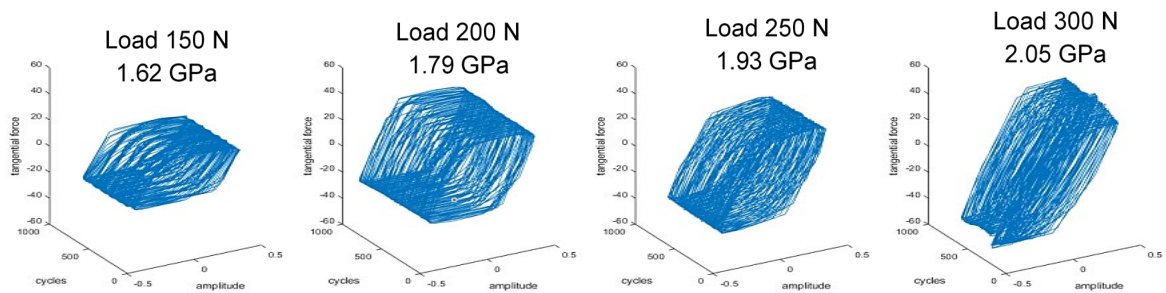 Load 150 N
1.62 GPa
60
40
20
0
-20
-40
-60
tangential force
1000
500
0
cycles
-0.5
0
0.5
amplitude
Load 200 N
1.79 GPa
60
40
20
0
-20
-40
-60
tangential force
1000
500
0
cycles
-0.5
0
0.5
amplitude
Load 250 N
1.93 GPa
60
40
20
0
-20
-40
-60
tangential force
1000
500
0
cycles
-0.5
0
0.5
amplitude
Load 300 N
2.05 GPa
60
40
20
0
-20
-40
-60
tangential force
1000
500
0
cycles
-0.5
0
0.5
amplitude